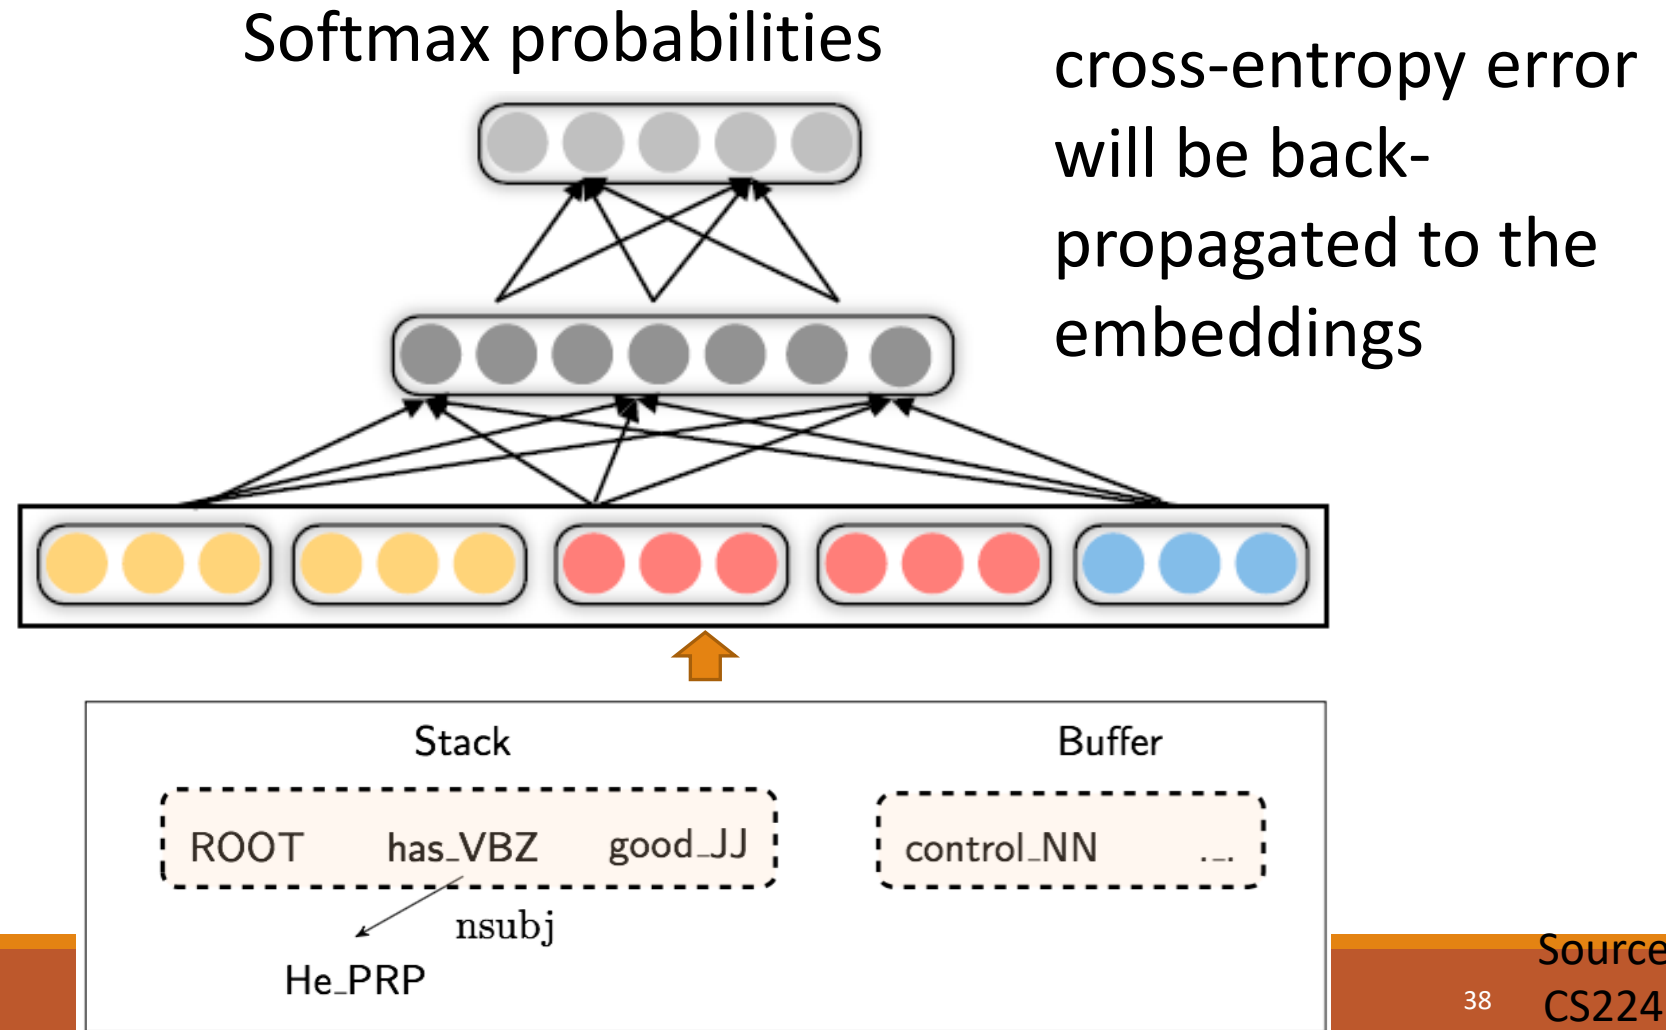 Softmax probabilities
cross-entropy error
will be back-
propagated to the
embeddings
Stack
Buffer
ROOT has_VBZ good_JJ
control_NN ._.
nsubj
He_PRP
Source
38
CS224